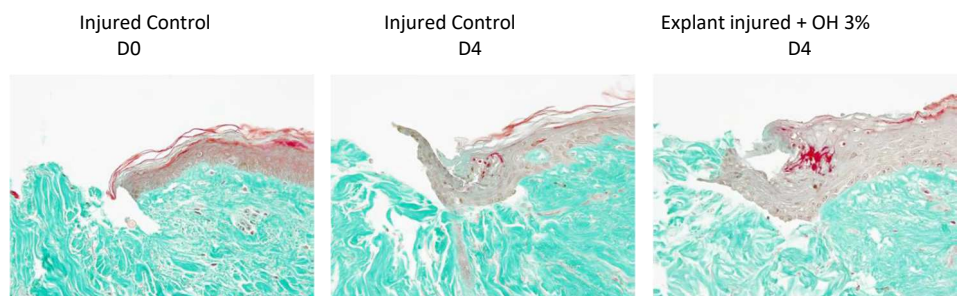 Injured Control
D0
Injured Control
D4
Explant injured + OH 3%
D4